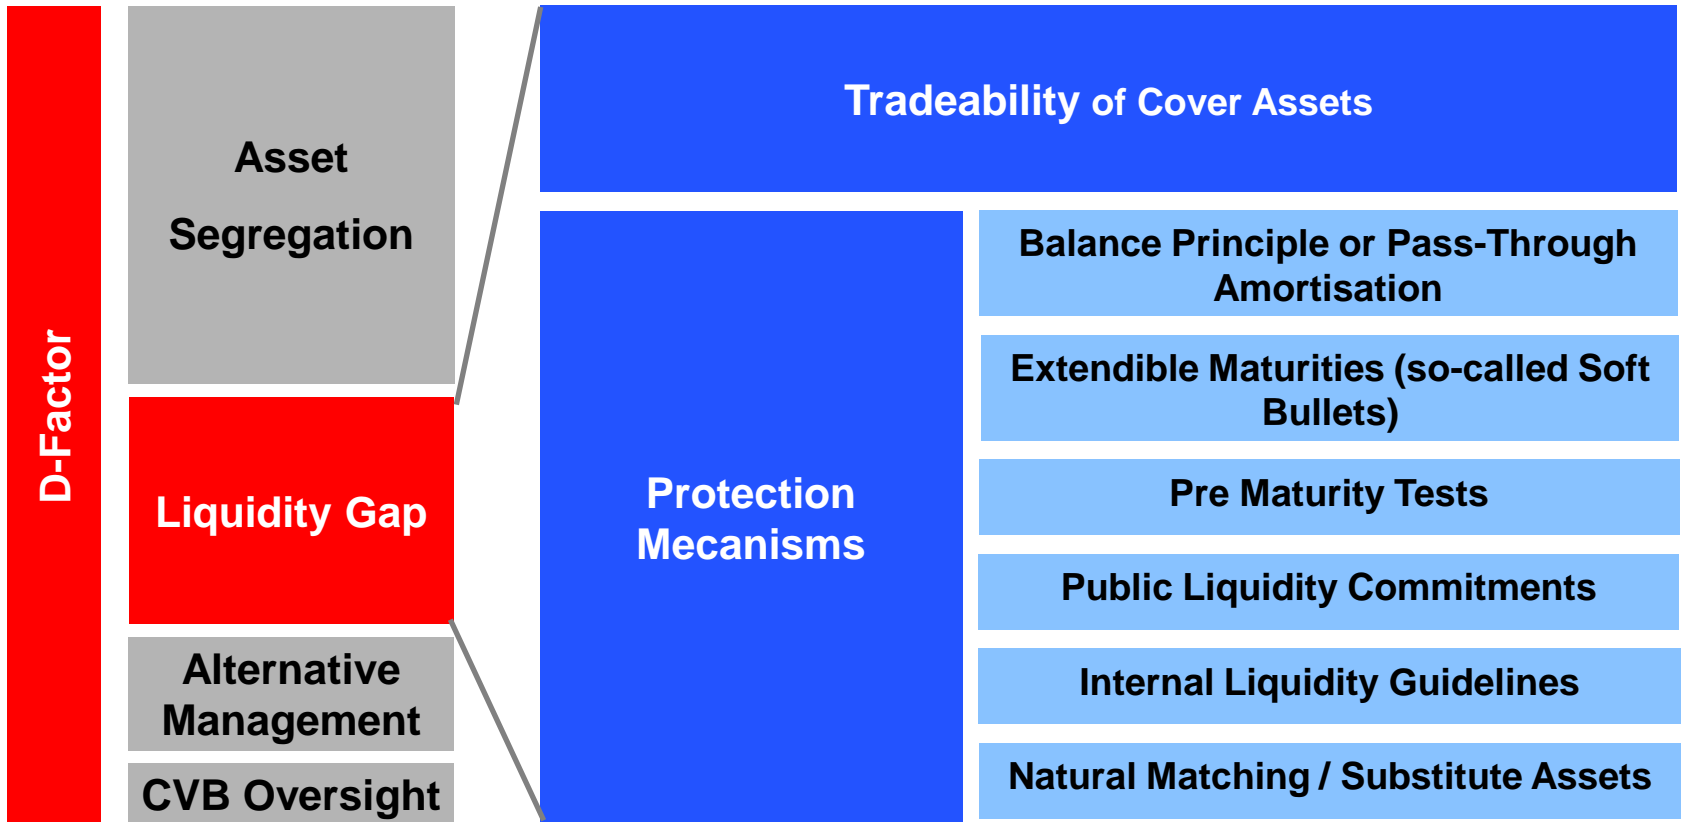 D-Factor
Asset
Segregation
Liquidity Gap
Alternative
Management
CVB Oversight
Tradeability of Cover Assets
Protection
Mecanisms
Balance Principle or Pass-Through
Amortisation
Extendible Maturities (so-called Soft
Bullets)
Pre Maturity Tests
Public Liquidity Commitments
Internal Liquidity Guidelines
Natural Matching / Substitute Assets